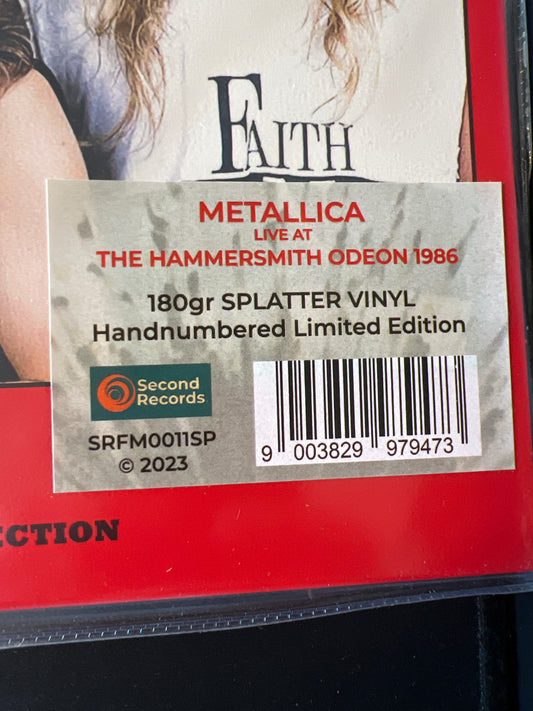 FAITH
METALLICA
LIVE AT
THE HAMMERSMITH ODEON 1986
180gr SPLATTER VINYL
Handnumbered Limited Edition
Second
Records
SRFM0011SP
© 2023
9 003829 979473
ECTION